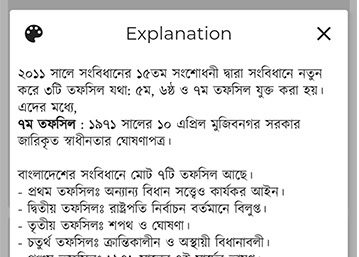 Explanation
২০১১ সালে সংবিধানের ১৫তম সংশোধনী দ্বারা সংবিধানে নতুন
করে ৩টি তফসিল যথা: ৫ম, ৬ষ্ঠ ও ৭ম তফসিল যুক্ত করা হয়।
এদের মধ্যে,
৭ম তফসিল : ১৯৭১ সালের ১০ এপ্রিল মুজিবনগর সরকার
জারিকৃত স্বাধীনতার ঘোষণাপত্র।
বাংলাদেশের সংবিধানে মোট ৭টি তফসিল আছে।
- প্রথম তফসিলঃ অন্যান্য বিধান সত্ত্বেও কার্যকর আইন।
- দ্বিতীয় তফসিলঃ রাষ্ট্রপতি নির্বাচন বর্তমানে বিলুপ্ত।
- তৃতীয় তফসিলঃ শপথ ও ঘোষণা।
- চতুর্থ তফসিলঃ ক্রান্তিকালীন ও অস্থায়ী বিধানাবলী।